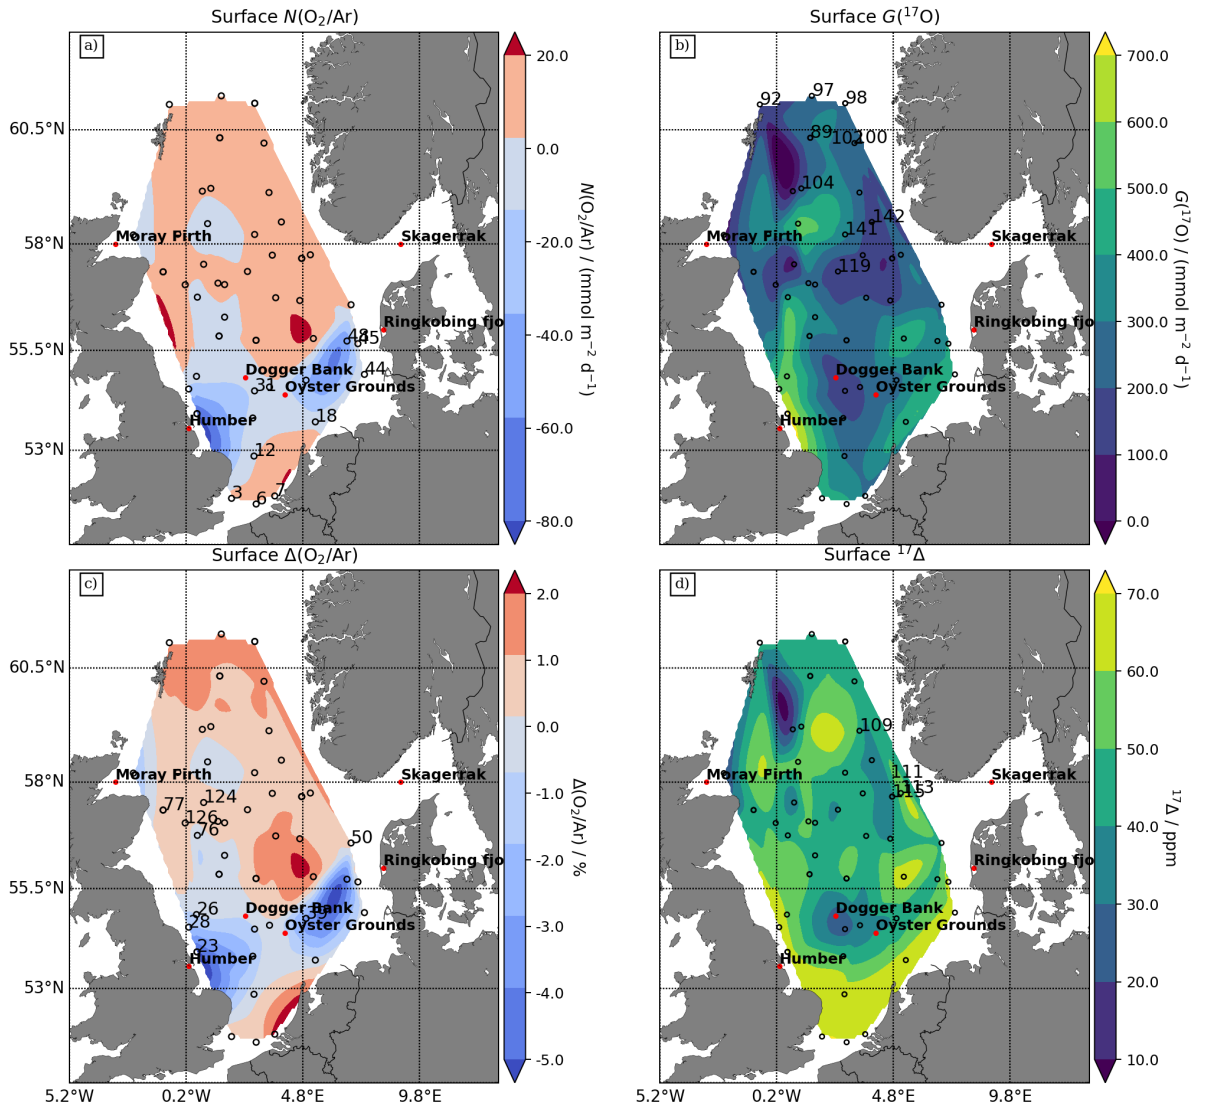 Surface N(O₂/Ar)
a)
60.5°N
58°N
55.5°N
53°N
Moray Firth
Skagerrak
Ringkobing fjo
Dogger Bank
Oyster Grounds
Humber
48
45
44
31
18
12
3
6
7
20.0
0.0
-20.0
-40.0
-60.0
-80.0
N(O₂/Ar) / (mmol m⁻² d⁻¹)
Surface G(¹⁷O)
b)
92
97
98
89
102
100
104
142
141
119
Moray Firth
Skagerrak
Ringkobing fjo
Dogger Bank
Oyster Grounds
Humber
700.0
600.0
500.0
400.0
300.0
200.0
100.0
0.0
G(¹⁷O) / (mmol m⁻² d⁻¹)
Surface Δ(O₂/Ar)
c)
60.5°N
58°N
55.5°N
53°N
5.2°W
0.2°W
4.8°E
9.8°E
Moray Firth
Skagerrak
77
124
126
76
50
Ringkobing fjo
26
28
Dogger Bank
Oyster Grounds
23
Humber
2.0
1.0
0.0
-1.0
-2.0
-3.0
-4.0
-5.0
Δ(O₂/Ar) / %
Surface ¹⁷Δ
d)
109
111
113
115
Moray Firth
Skagerrak
Ringkobing fjo
Dogger Bank
Oyster Grounds
Humber
5.2°W
0.2°W
4.8°E
9.8°E
70.0
60.0
50.0
40.0
30.0
20.0
10.0
¹⁷Δ / ppm